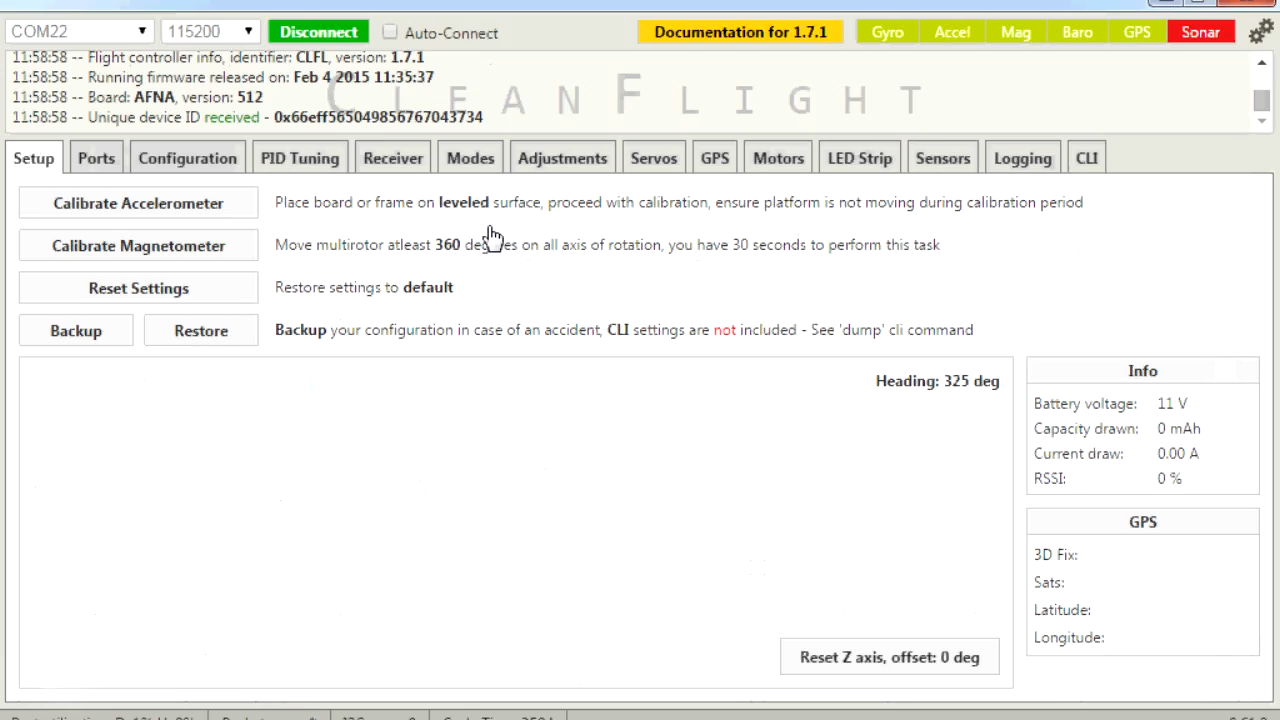 COM22 115200 Disconnect Auto-Connect Documentation for 1.7.1 Gyro Accel Mag Baro GPS Sonar
11:58:58 -- Flight controller info, identifier: CLFL, version: 1.7.1
11:58:58 -- Running firmware released on: Feb 4 2015 11:35:37
11:58:58 -- Board: AFNA, version: 512
11:58:58 -- Unique device ID received - 0x66eff565049856767043734
CLEANFLIGHT
Setup Ports Configuration PID Tuning Receiver Modes Adjustments Servos GPS Motors LED Strip Sensors Logging CLI
Calibrate Accelerometer Place board or frame on leveled surface, proceed with calibration, ensure platform is not moving during calibration period
Calibrate Magnetometer Move multirotor atleast 360 degrees on all axis of rotation, you have 30 seconds to perform this task
Reset Settings Restore settings to default
Backup Restore Backup your configuration in case of an accident, CLI settings are not included - See 'dump' cli command
Heading: 325 deg
Reset Z axis, offset: 0 deg
Info
Battery voltage: 11 V
Capacity drawn: 0 mAh
Current draw: 0.00 A
RSSI: 0 %
GPS
3D Fix:
Sats:
Latitude:
Longitude: